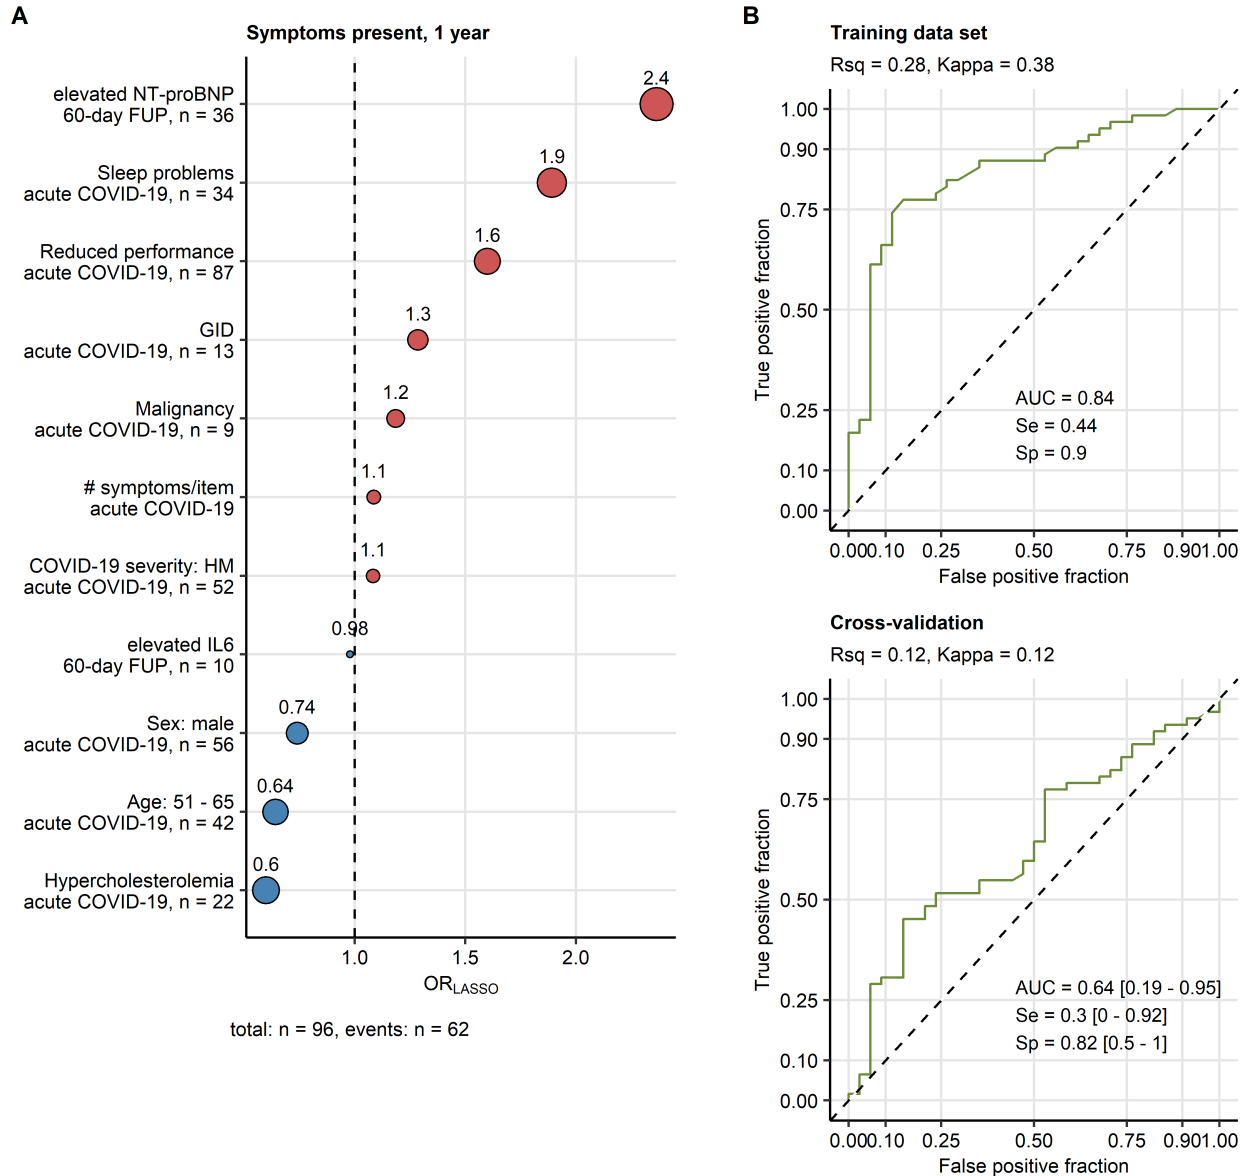 A
Symptoms present, 1 year
elevated NT-proBNP
60-day FUP, n = 36
2.4
Sleep problems
acute COVID-19, n = 34
1.9
Reduced performance
acute COVID-19, n = 87
1.6
GID
acute COVID-19, n = 13
1.3
Malignancy
acute COVID-19, n = 9
1.2
# symptoms/item
acute COVID-19
1.1
COVID-19 severity: HM
acute COVID-19, n = 52
1.1
elevated IL6
60-day FUP, n = 10
0.98
Sex: male
acute COVID-19, n = 56
0.74
Age: 51 - 65
acute COVID-19, n = 42
0.64
Hypercholesterolemia
acute COVID-19, n = 22
0.6
1.0 1.5 2.0
ORLASSO
total: n = 96, events: n = 62
B
Training data set
Rsq = 0.28, Kappa = 0.38
True positive fraction
1.00
0.90
0.75
0.50
0.25
0.10
0.00
AUC = 0.84
Se = 0.44
Sp = 0.9
0.00 0.10 0.25 0.50 0.75 0.90 1.00
False positive fraction
Cross-validation
Rsq = 0.12, Kappa = 0.12
True positive fraction
1.00
0.90
0.75
0.50
0.25
0.10
0.00
AUC = 0.64 [0.19 - 0.95]
Se = 0.3 [0 - 0.92]
Sp = 0.82 [0.5 - 1]
0.00 0.10 0.25 0.50 0.75 0.90 1.00
False positive fraction